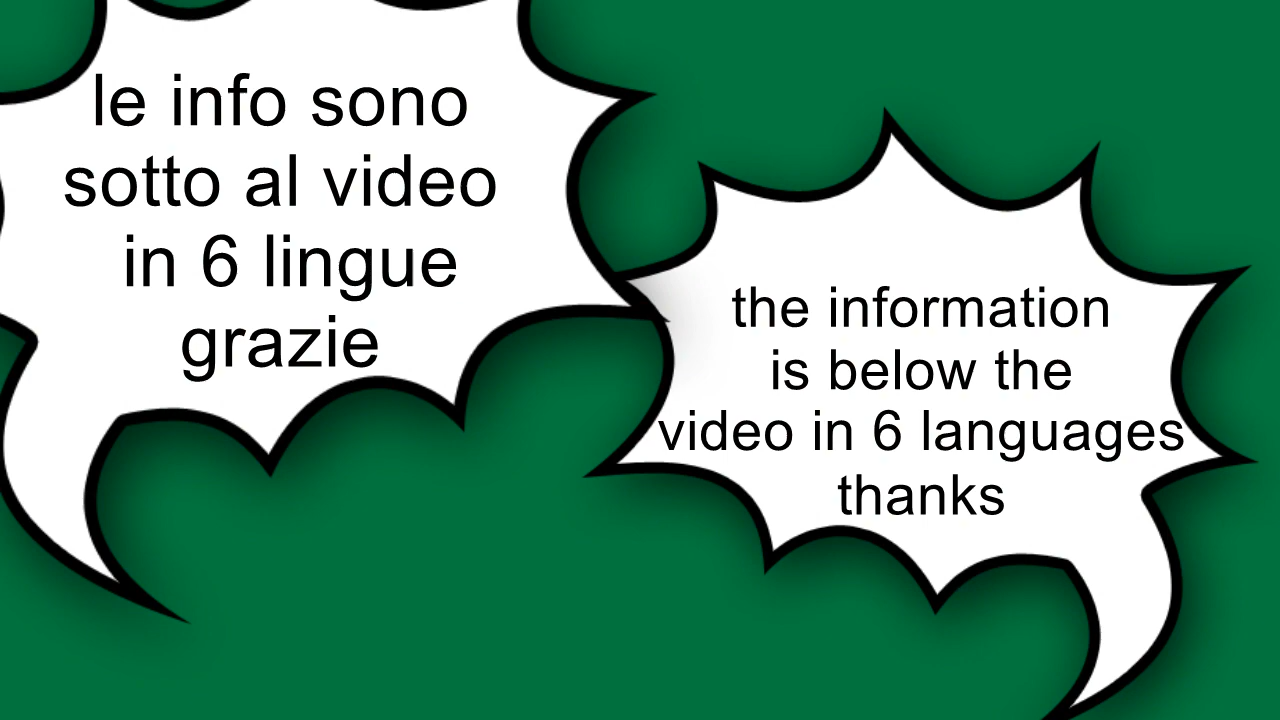 le info sono
sotto al video
in 6 lingue
grazie
the information
is below the
video in 6 languages
thanks